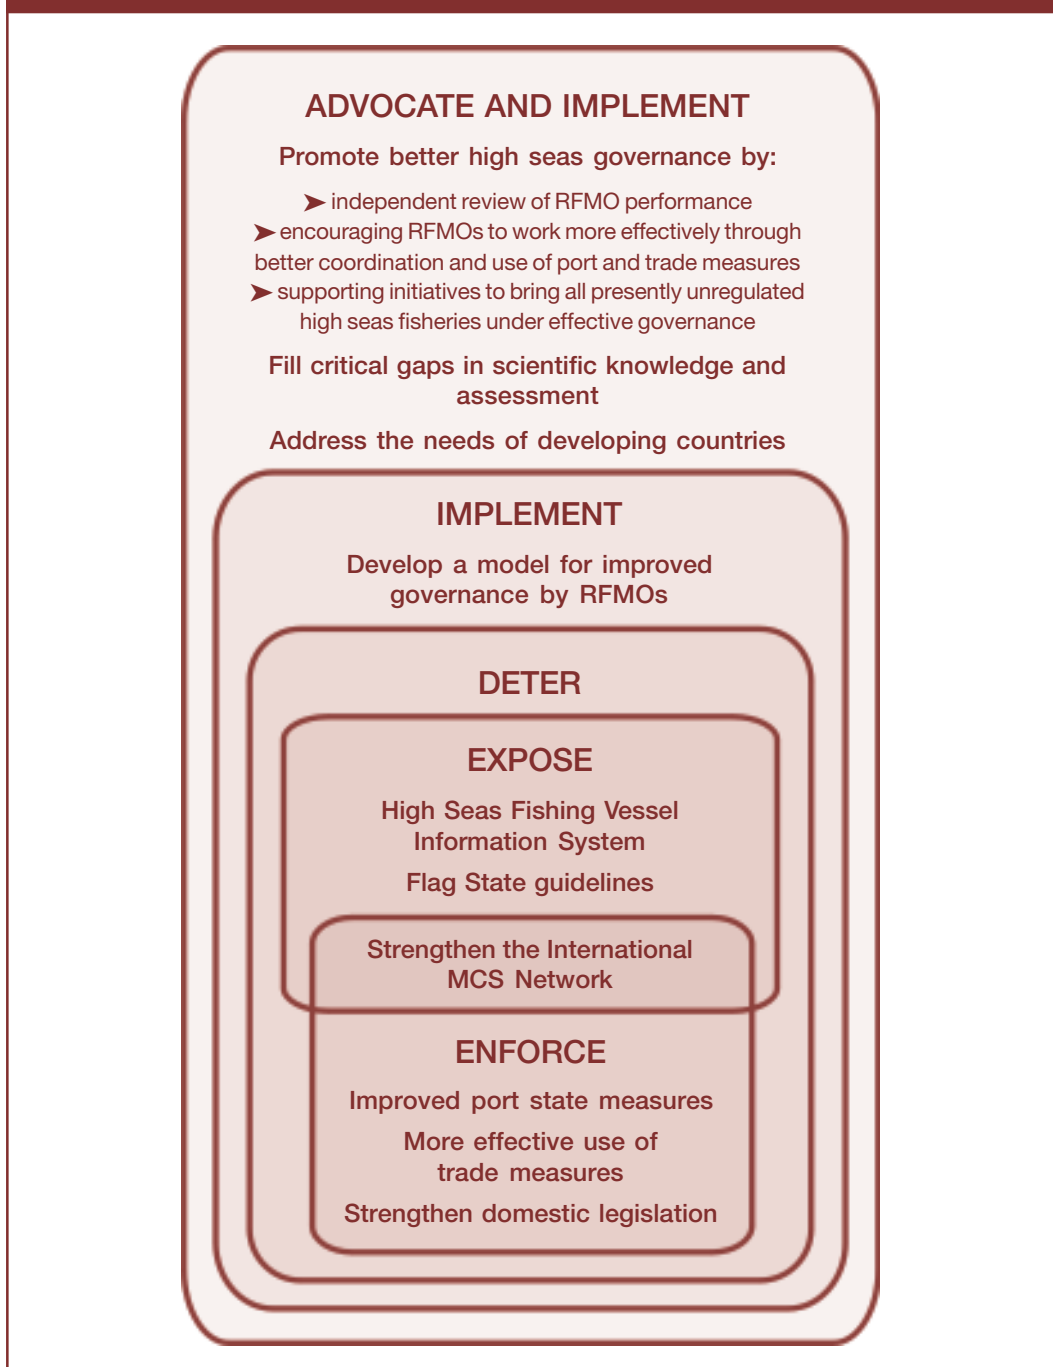 ADVOCATE AND IMPLEMENT
Promote better high seas governance by:
➤ independent review of RFMO performance
➤ encouraging RFMOs to work more effectively through
better coordination and use of port and trade measures
➤ supporting initiatives to bring all presently unregulated
high seas fisheries under effective governance
Fill critical gaps in scientific knowledge and
assessment
Address the needs of developing countries
IMPLEMENT
Develop a model for improved
governance by RFMOs
DETER
EXPOSE
High Seas Fishing Vessel
Information System
Flag State guidelines
Strengthen the International
MCS Network
ENFORCE
Improved port state measures
More effective use of
trade measures
Strengthen domestic legislation